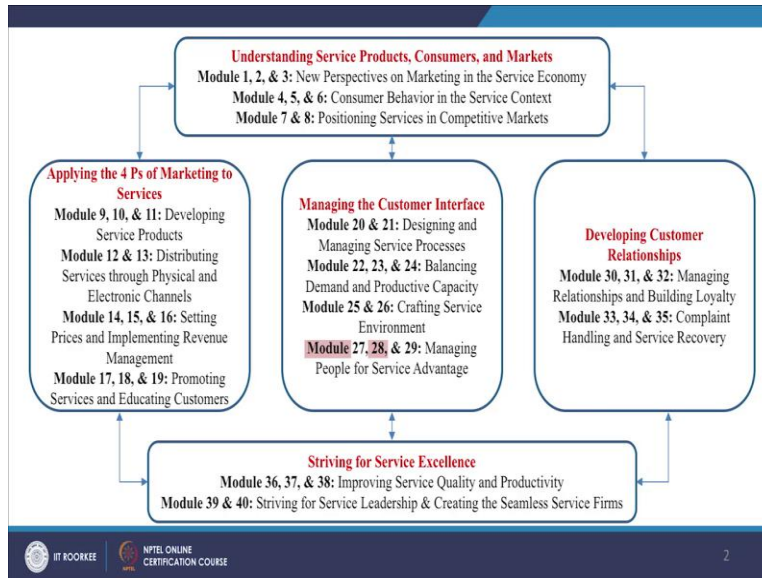 Understanding Service Products, Consumers, and Markets
Module 1, 2, & 3: New Perspectives on Marketing in the Service Economy
Module 4, 5, & 6: Consumer Behavior in the Service Context
Module 7 & 8: Positioning Services in Competitive Markets
Applying the 4 Ps of Marketing to
Services
Module 9, 10, & 11: Developing
Service Products
Module 12 & 13: Distributing
Services through Physical and
Electronic Channels
Module 14, 15, & 16: Setting
Prices and Implementing Revenue
Management
Module 17, 18, & 19: Promoting
Services and Educating Customers
Managing the Customer Interface
Module 20 & 21: Designing and
Managing Service Processes
Module 22, 23, & 24: Balancing
Demand and Productive Capacity
Module 25 & 26: Crafting Service
Environment
Module 27, 28, & 29: Managing
People for Service Advantage
Developing Customer
Relationships
Module 30, 31, & 32: Managing
Relationships and Building Loyalty
Module 33, 34, & 35: Complaint
Handling and Service Recovery
Striving for Service Excellence
Module 36, 37, & 38: Improving Service Quality and Productivity
Module 39 & 40: Striving for Service Leadership & Creating the Seamless Service Firms
IIT ROORKEE
NPTEL ONLINE
CERTIFICATION COURSE
2